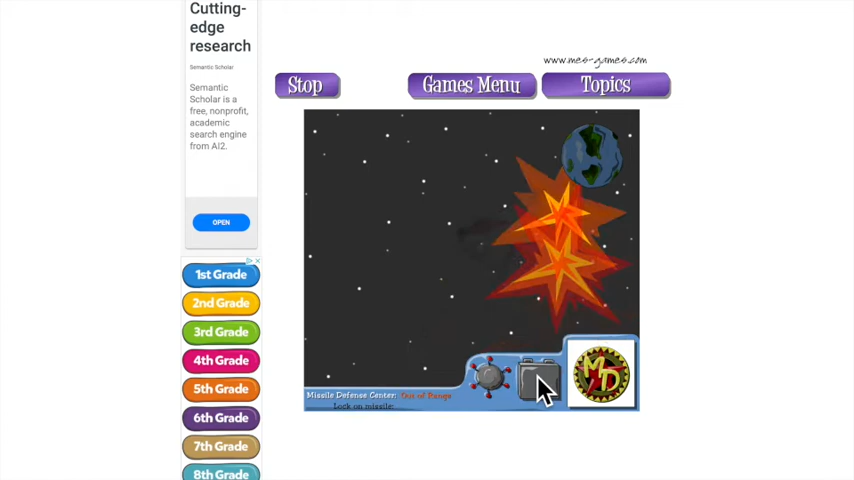 Cutting-
edge
research
Semantic Scholar
Semantic
Scholar is a
free, nonprofit,
academic
search engine
from AI2.
OPEN
1st Grade
2nd Grade
3rd Grade
4th Grade
5th Grade
6th Grade
7th Grade
8th Grade
www.mes-games.com
Stop
Games Menu
Topics
MD
Missile Defense Center: Out of Range
Lock on missile: